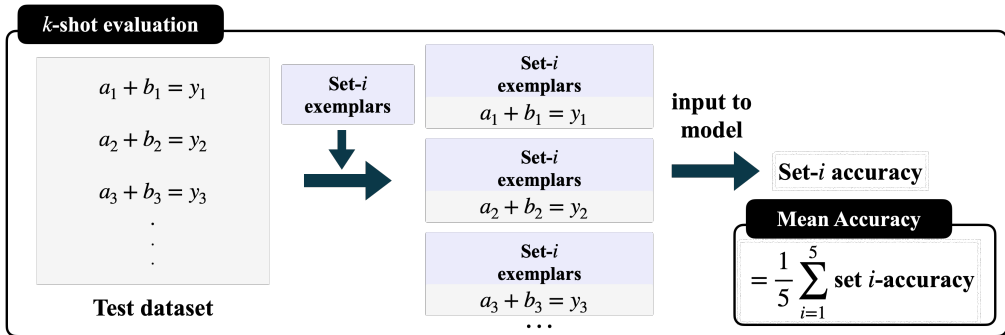 k-shot evaluation
a₁ + b₁ = y₁
a₂ + b₂ = y₂
a₃ + b₃ = y₃
.
.
.
Test dataset
Set-i
exemplars
Set-i
exemplars
a₁ + b₁ = y₁
Set-i
exemplars
a₂ + b₂ = y₂
Set-i
exemplars
a₃ + b₃ = y₃
...
input to
model
Set-i accuracy
Mean Accuracy
= 1/5 ∑_{i=1}^{5} set i-accuracy